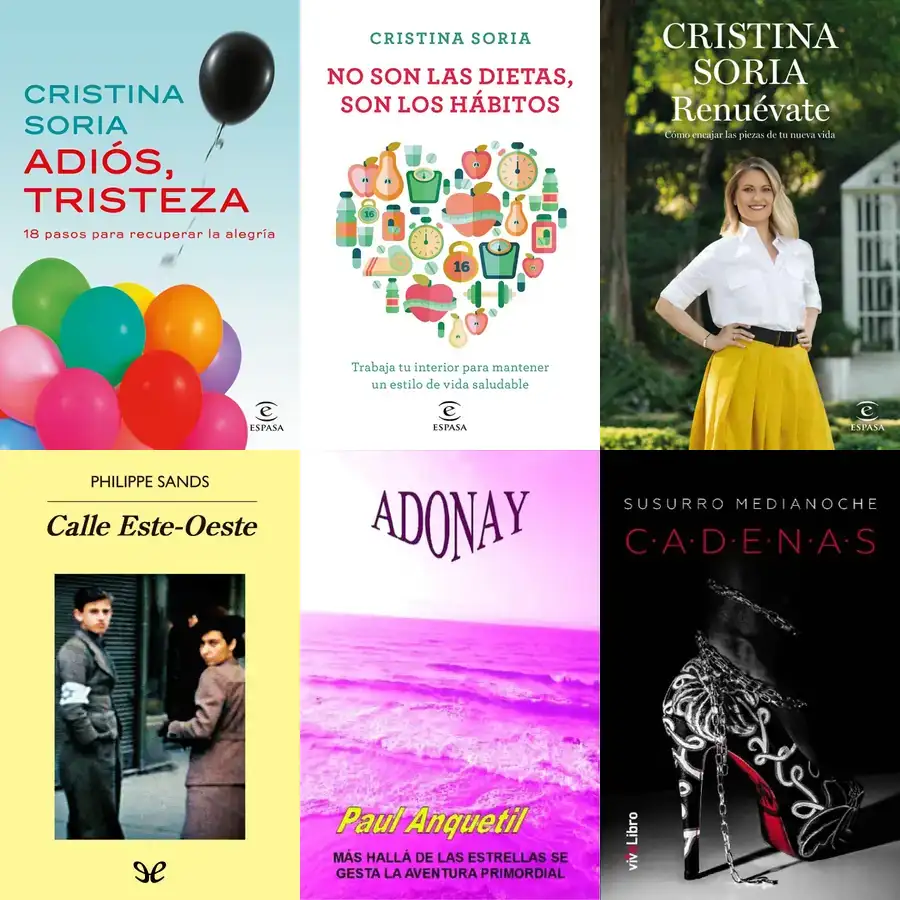 CRISTINA
SORIA
ADIÓS,
TRISTEZA
18 pasos para recuperar la alegría
ESPASA
CRISTINA SORIA
NO SON LAS DIETAS,
SON LOS HÁBITOS
16
16
Trabaja tu interior para mantener
un estilo de vida saludable
ESPASA
CRISTINA
SORIA
Renuévate
Cómo encajar las piezas de tu nueva vida
ESPASA
PHILIPPE SANDS
Calle Este-Oeste
ADONAY
Paul Anquetil
MÁS HALLÁ DE LAS ESTRELLAS SE
GESTA LA AVENTURA PRIMORDIAL
SUSURRO MEDIANOCHE
C·A·D·E·N·A·S
viveLibro